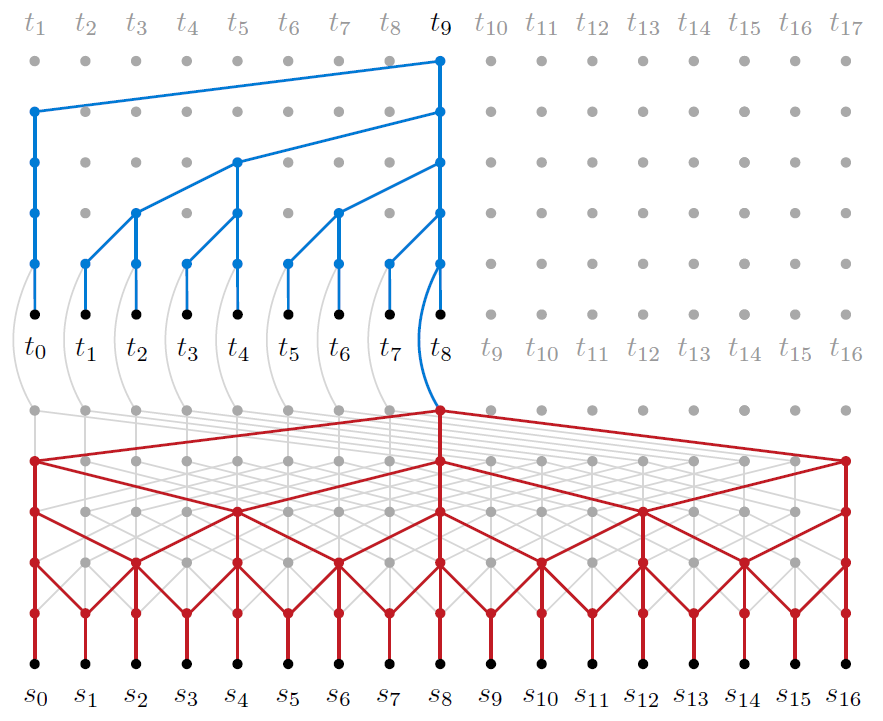 t₁ t₂ t₃ t₄ t₅ t₆ t₇ t₈ t₉ t₁₀ t₁₁ t₁₂ t₁₃ t₁₄ t₁₅ t₁₆ t₁₇
t₀ t₁ t₂ t₃ t₄ t₅ t₆ t₇ t₈ t₉ t₁₀ t₁₁ t₁₂ t₁₃ t₁₄ t₁₅ t₁₆
s₀ s₁ s₂ s₃ s₄ s₅ s₆ s₇ s₈ s₉ s₁₀ s₁₁ s₁₂ s₁₃ s₁₄ s₁₅ s₁₆